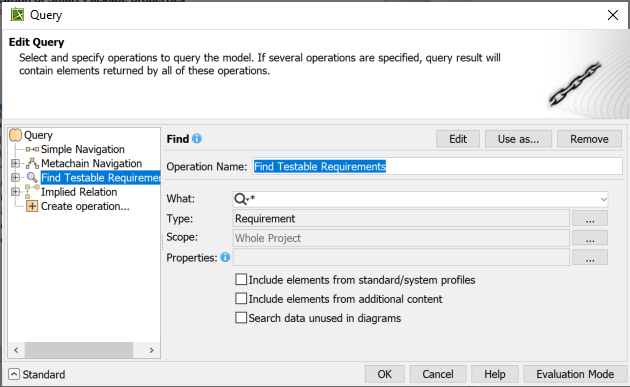 Query
Edit Query
Select and specify operations to query the model. If several operations are specified, query result will
contain elements returned by all of these operations.
Query
Simple Navigation
Metachain Navigation
Find Testable Requiremen
Implied Relation
Create operation...
Find
Edit
Use as...
Remove
Operation Name: Find Testable Requirements
What: *
Type: Requirement ...
Scope: Whole Project ...
Properties: ...
Include elements from standard/system profiles
Include elements from additional content
Search data unused in diagrams
Standard
OK
Cancel
Help
Evaluation Mode